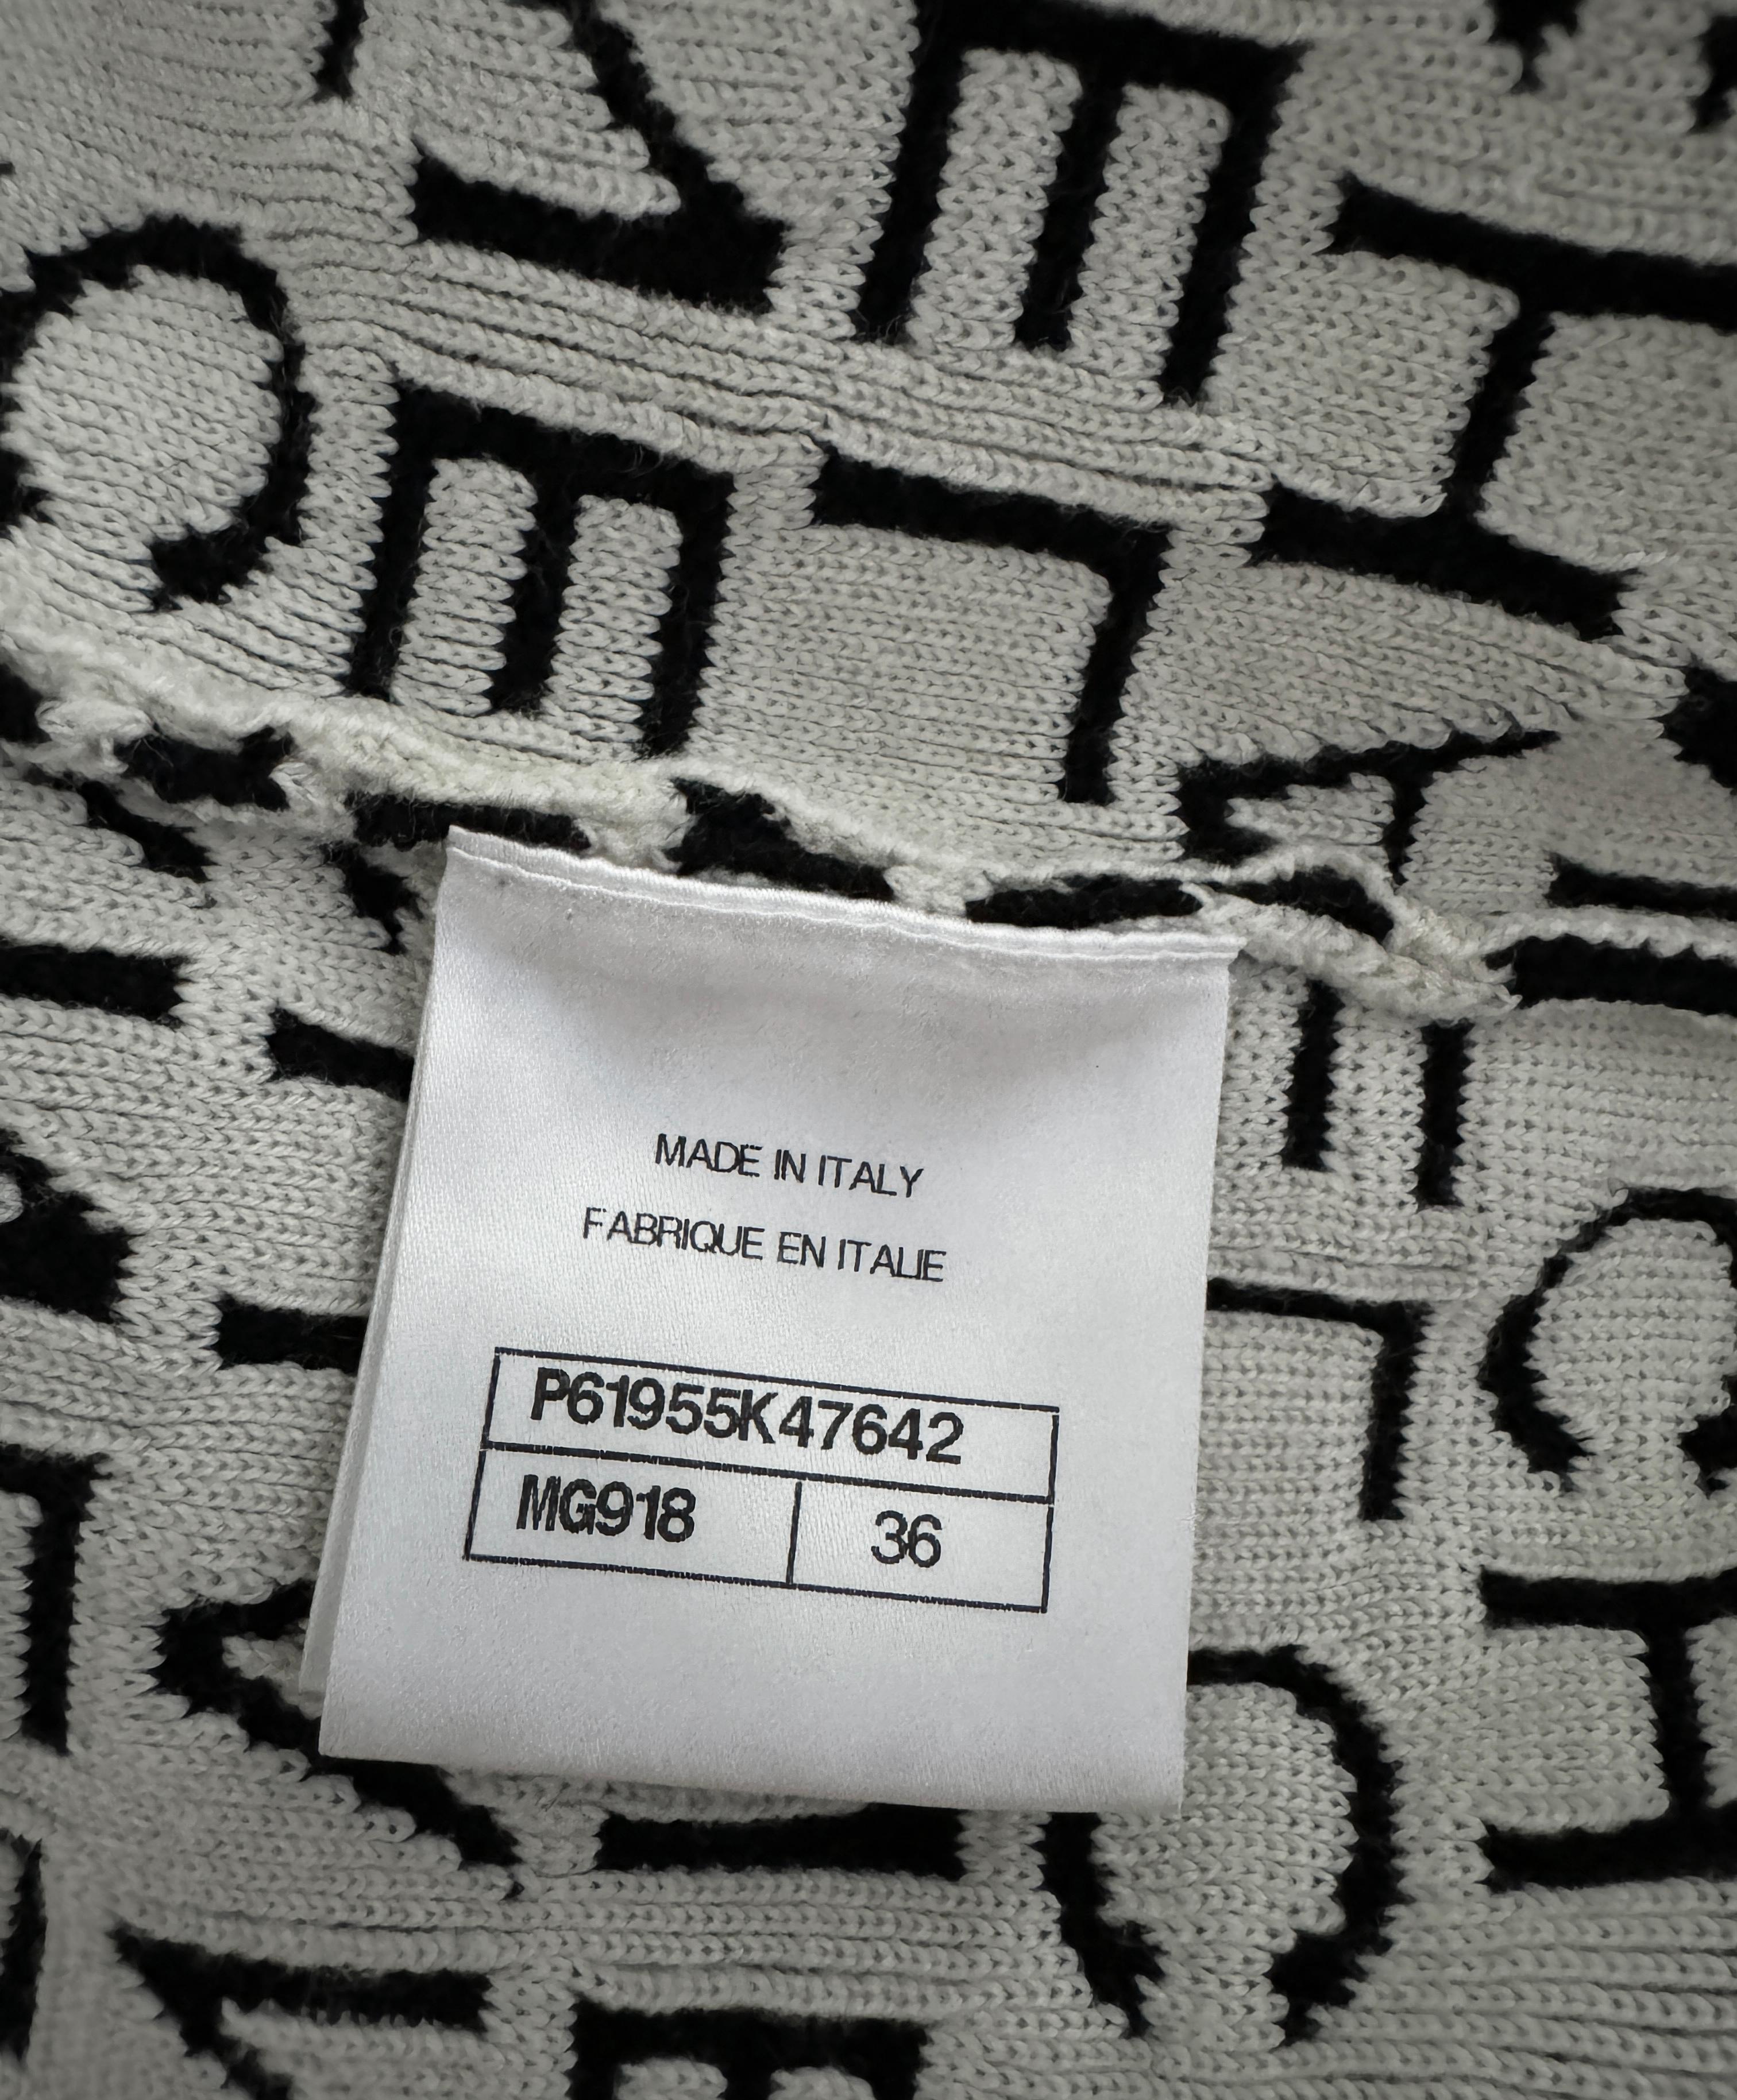 MADE IN ITALY
FABRIQUE EN ITALIE
P61955K47642
MG918 36